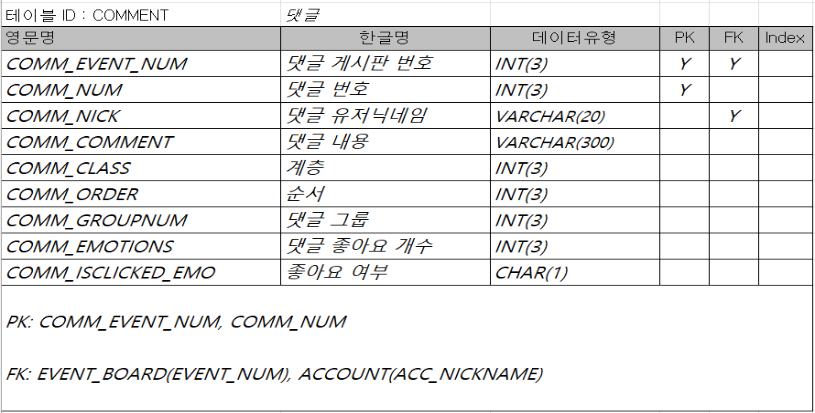 테이블 ID : COMMENT 댓글
영문명 한글명 데이터유형 PK FK Index
COMM_EVENT_NUM 댓글 게시판 번호 INT(3) Y Y
COMM_NUM 댓글 번호 INT(3) Y
COMM_NICK 댓글 유저닉네임 VARCHAR(20) Y
COMM_COMMENT 댓글 내용 VARCHAR(300)
COMM_CLASS 계층 INT(3)
COMM_ORDER 순서 INT(3)
COMM_GROUPNUM 댓글 그룹 INT(3)
COMM_EMOTIONS 댓글 좋아요 개수 INT(3)
COMM_ISCLICKED_EMO 좋아요 여부 CHAR(1)
PK: COMM_EVENT_NUM, COMM_NUM
FK: EVENT_BOARD(EVENT_NUM), ACCOUNT(ACC_NICKNAME)